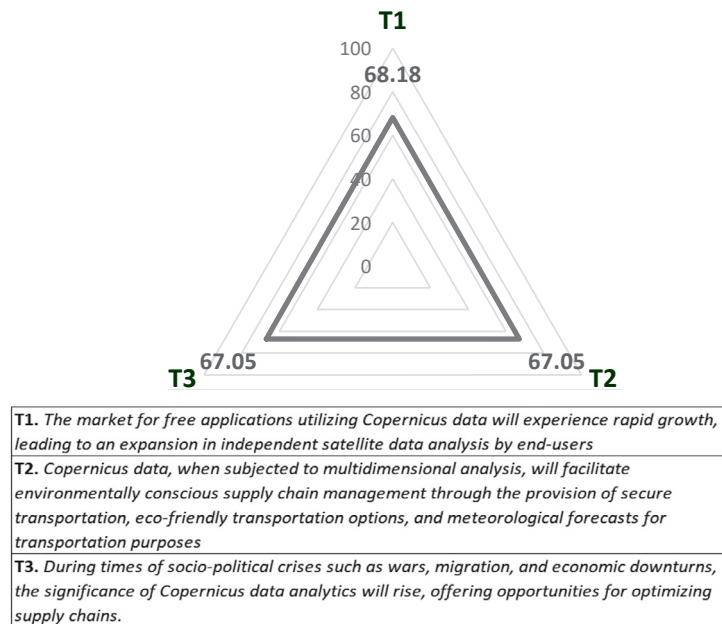 T1
100
68.18
80
60
40
20
0
67.05
67.05
T3
T2
T1. The market for free applications utilizing Copernicus data will experience rapid growth,
leading to an expansion in independent satellite data analysis by end-users
T2. Copernicus data, when subjected to multidimensional analysis, will facilitate
environmentally conscious supply chain management through the provision of secure
transportation, eco-friendly transportation options, and meteorological forecasts for
transportation purposes
T3. During times of socio-political crises such as wars, migration, and economic downturns,
the significance of Copernicus data analytics will rise, offering opportunities for optimizing
supply chains.